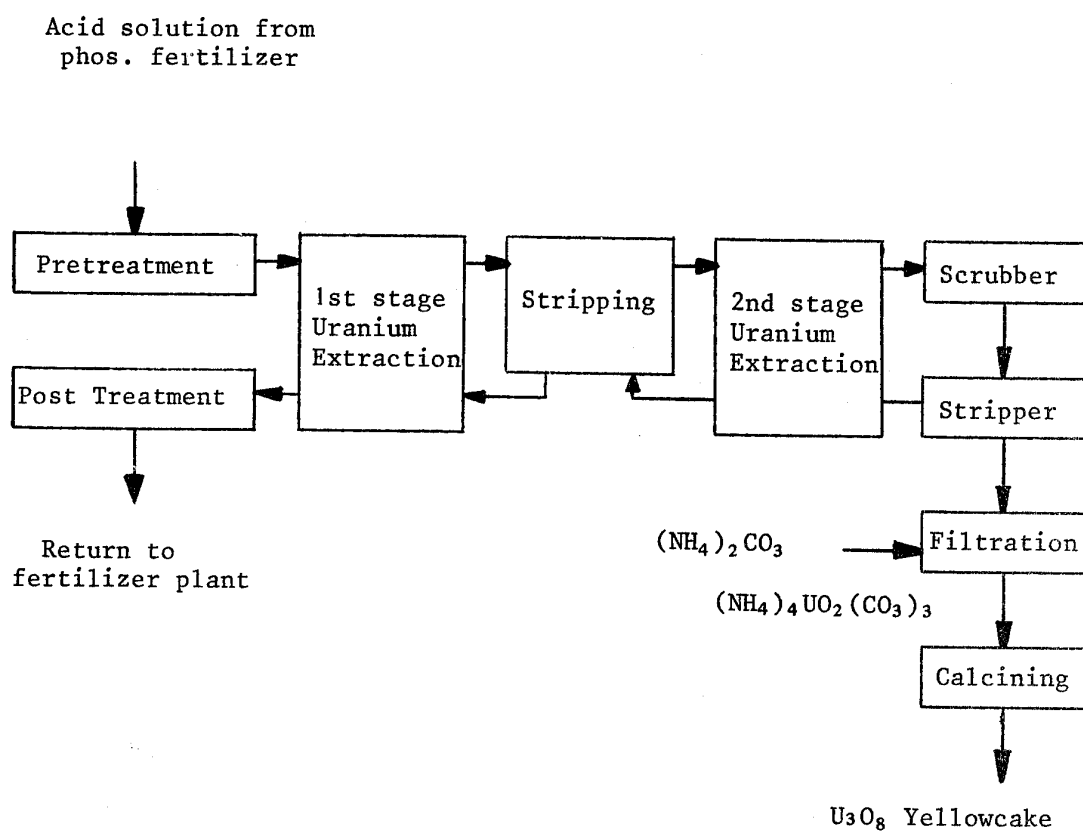 Acid solution from
phos. fertilizer
Pretreatment
1st stage
Uranium
Extraction
Stripping
2nd stage
Uranium
Extraction
Scrubber
Post Treatment
Stripper
Return to
fertilizer plant
(NH₄)₂CO₃
Filtration
(NH₄)₄UO₂(CO₃)₃
Calcining
U₃O₈ Yellowcake